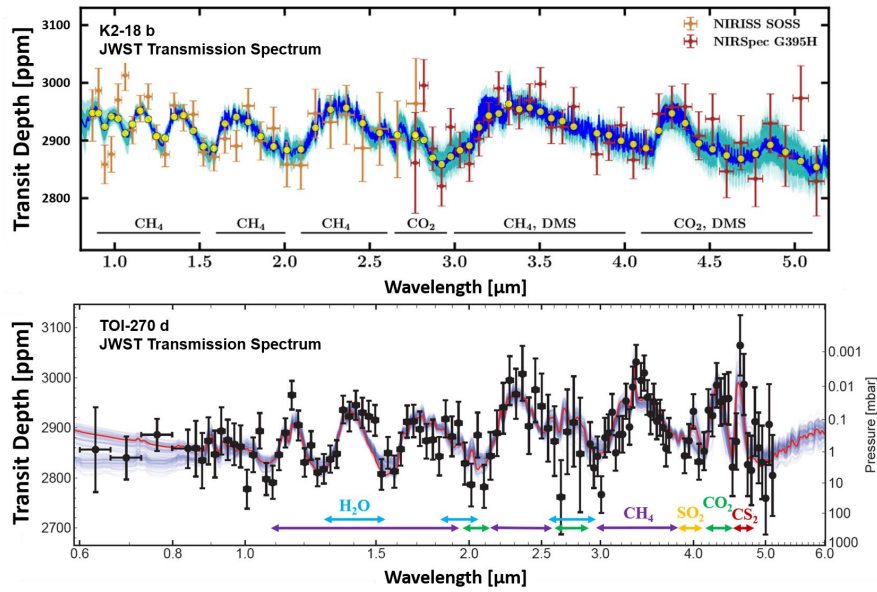 K2-18 b
JWST Transmission Spectrum
NIRISS SOSS
NIRSpec G395H
Transit Depth [ppm]
3100
3000
2900
2800
CH₄
CH₄
CH₄
CO₂
CH₄, DMS
CO₂, DMS
1.0
1.5
2.0
2.5
3.0
3.5
4.0
4.5
5.0
Wavelength [μm]
TOI-270 d
JWST Transmission Spectrum
Transit Depth [ppm]
3100
3000
2900
2800
2700
0.001
0.01
0.1
1
10
100
1000
Pressure [mbar]
H₂O
CH₄
SO₂
CO₂
CS₂
0.6
0.8
1.0
1.5
2.0
2.5
3.0
4.0
5.0
6.0
Wavelength [μm]